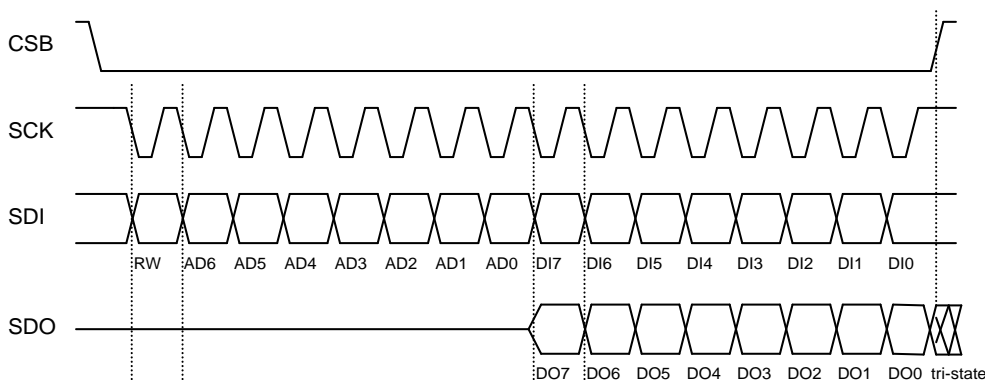 CSB
SCK
SDI
RW AD6 AD5 AD4 AD3 AD2 AD1 AD0 DI7 DI6 DI5 DI4 DI3 DI2 DI1 DI0
SDO
DO7 DO6 DO5 DO4 DO3 DO2 DO1 DO0 tri-state